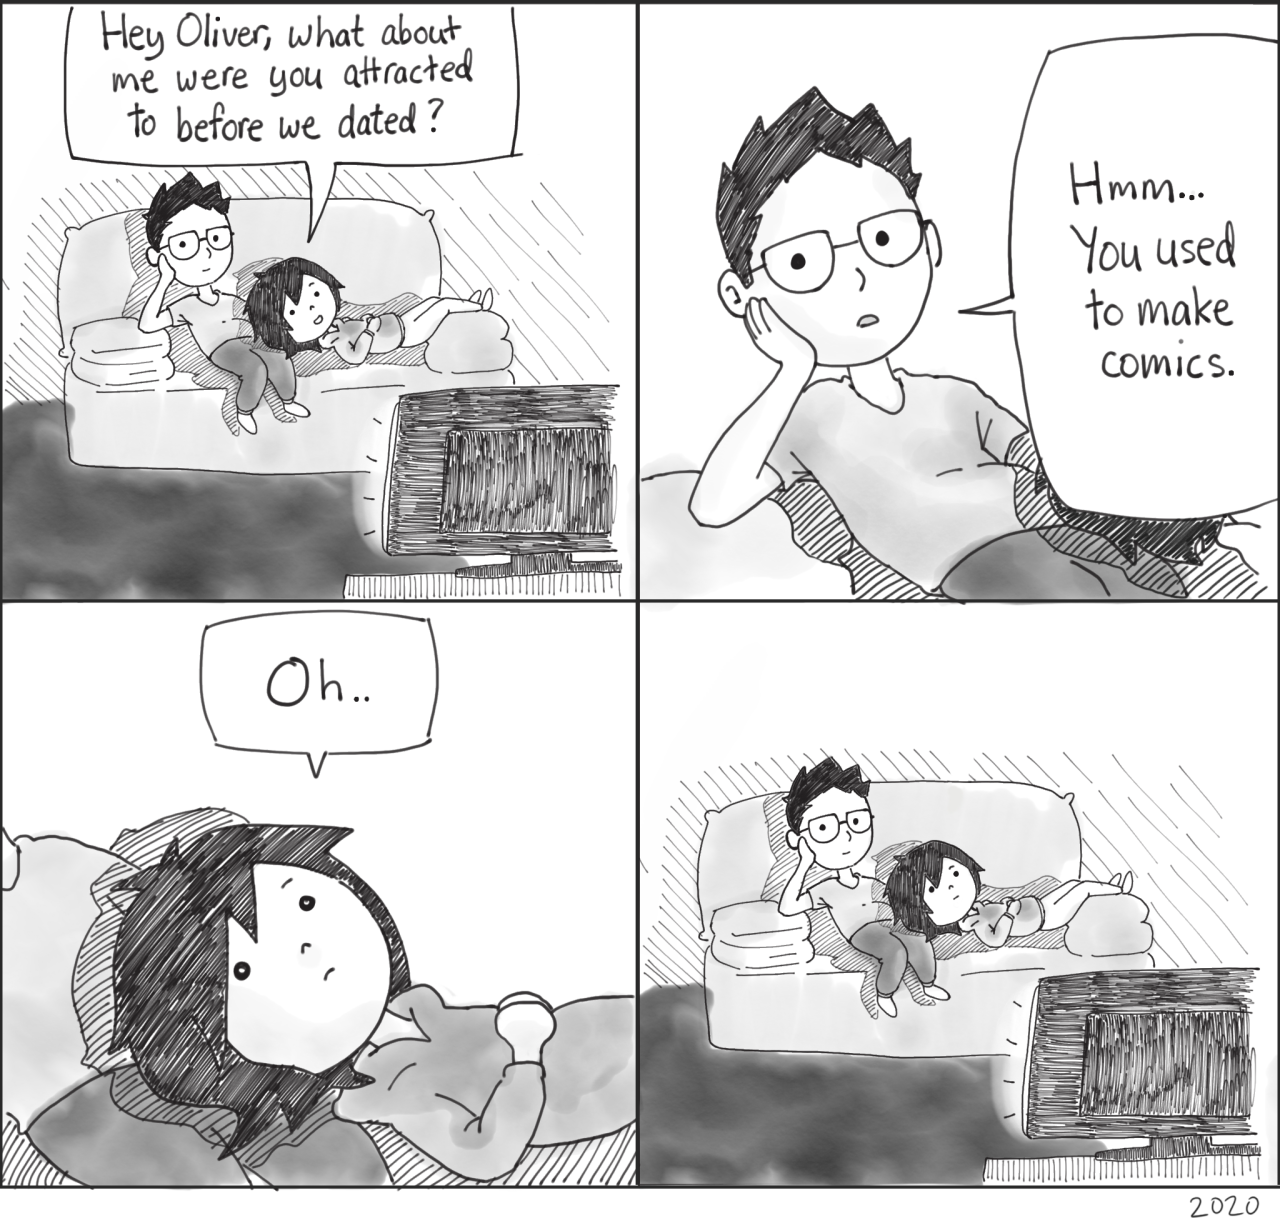 Hey Oliver, what about
me were you attracted
to before we dated?
Hmm...
You used
to make
comics.
Oh..
2020